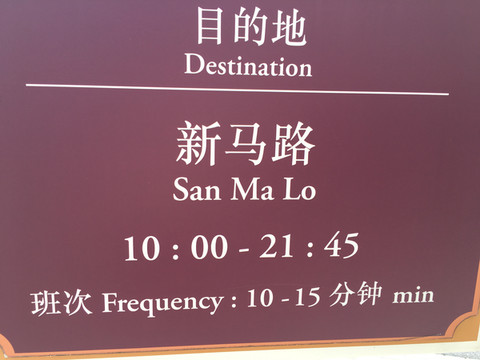 目的地
Destination
新马路
San Ma Lo
10 : 00 - 21 : 45
班次 Frequency : 10 - 15 分钟 min